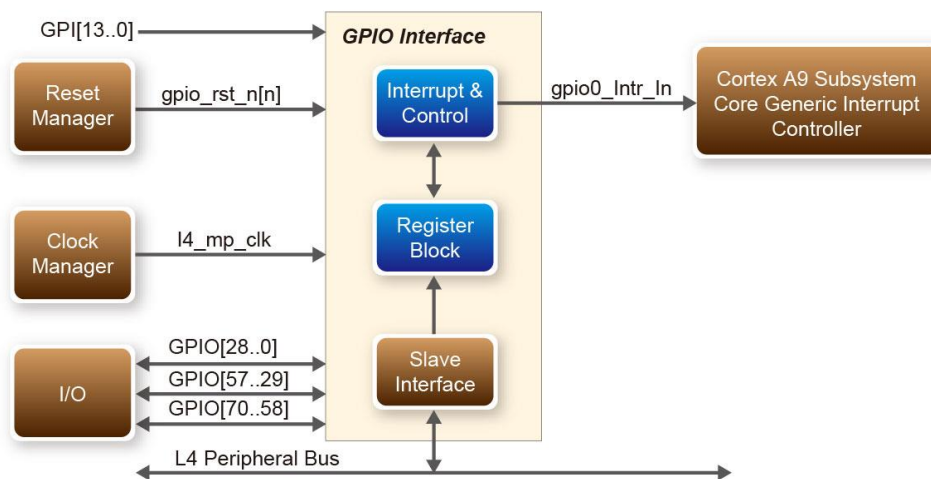 GPI[13..0]
GPIO Interface
Reset
Manager
gpio_rst_n[n]
Interrupt &
Control
gpio0_Intr_In
Cortex A9 Subsystem
Core Generic Interrupt
Controller
Clock
Manager
l4_mp_clk
Register
Block
I/O
GPIO[28..0]
GPIO[57..29]
GPIO[70..58]
Slave
Interface
L4 Peripheral Bus